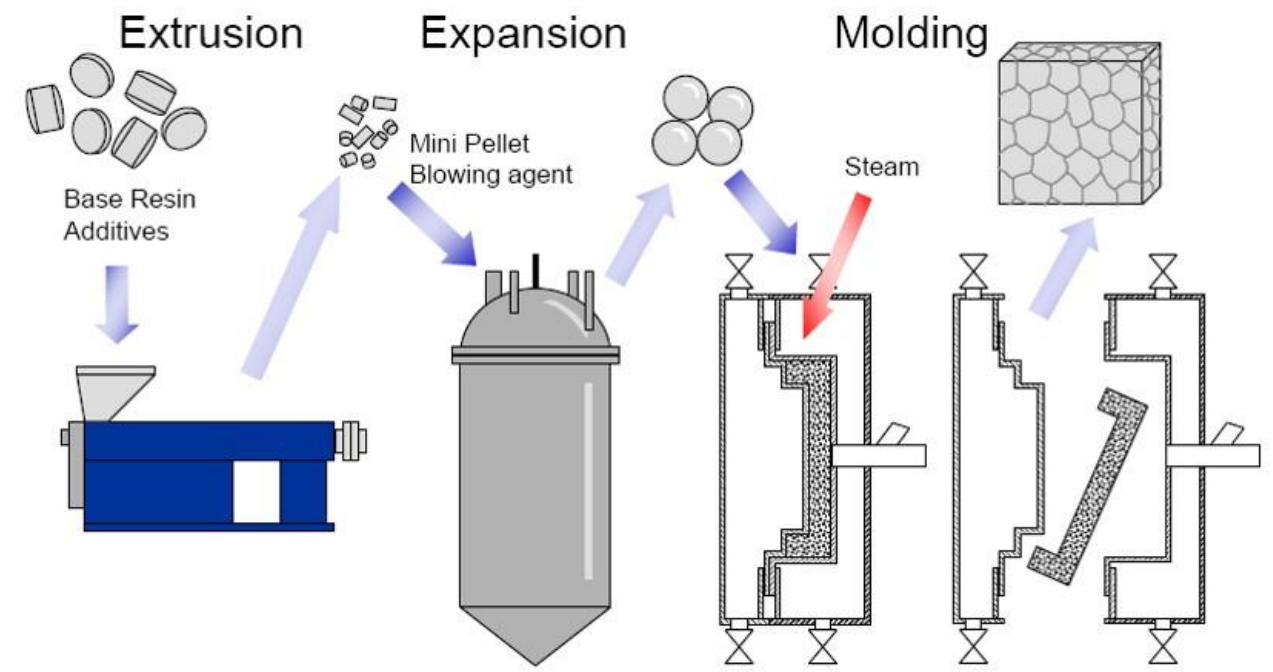 Extrusion
Expansion
Molding
Base Resin
Additives
Mini Pellet
Blowing agent
Steam